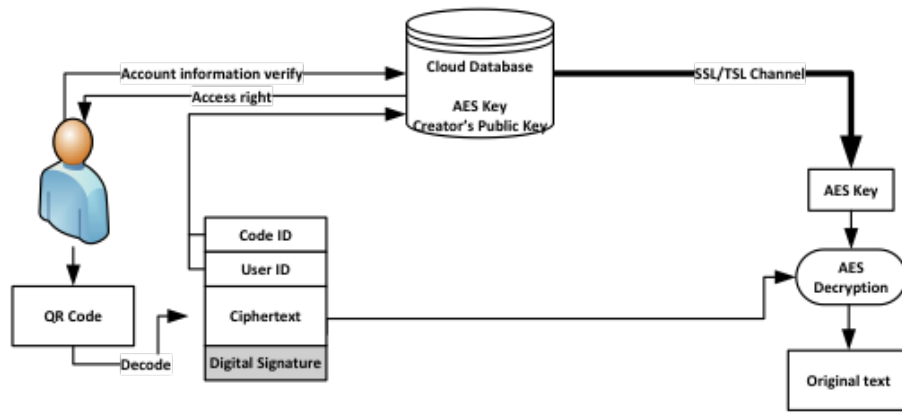 Cloud Database
AES Key
Creator's Public Key
Account information verify
Access right
SSL/TSL Channel
AES Key
Code ID
User ID
Ciphertext
Digital Signature
QR Code
Decode
AES
Decryption
Original text